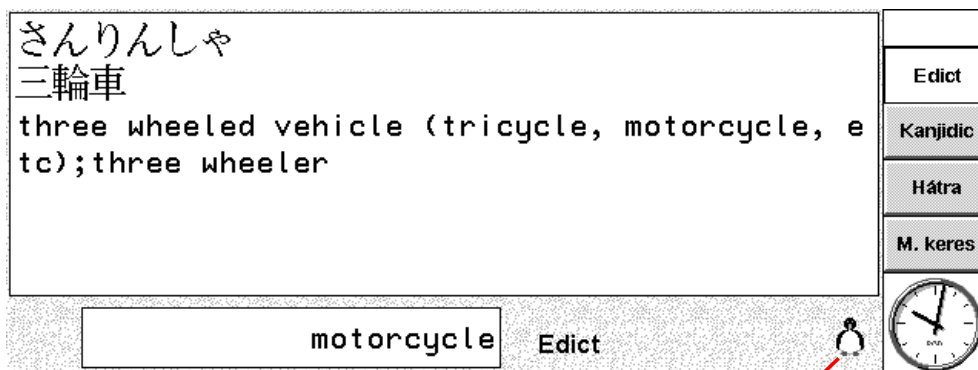 さんりんしゃ
三輪車
three wheeled vehicle (tricycle, motorcycle, e
tc);three wheeler
motorcycle
Edict
Edict
Kanjidic
Hátra
M. keres